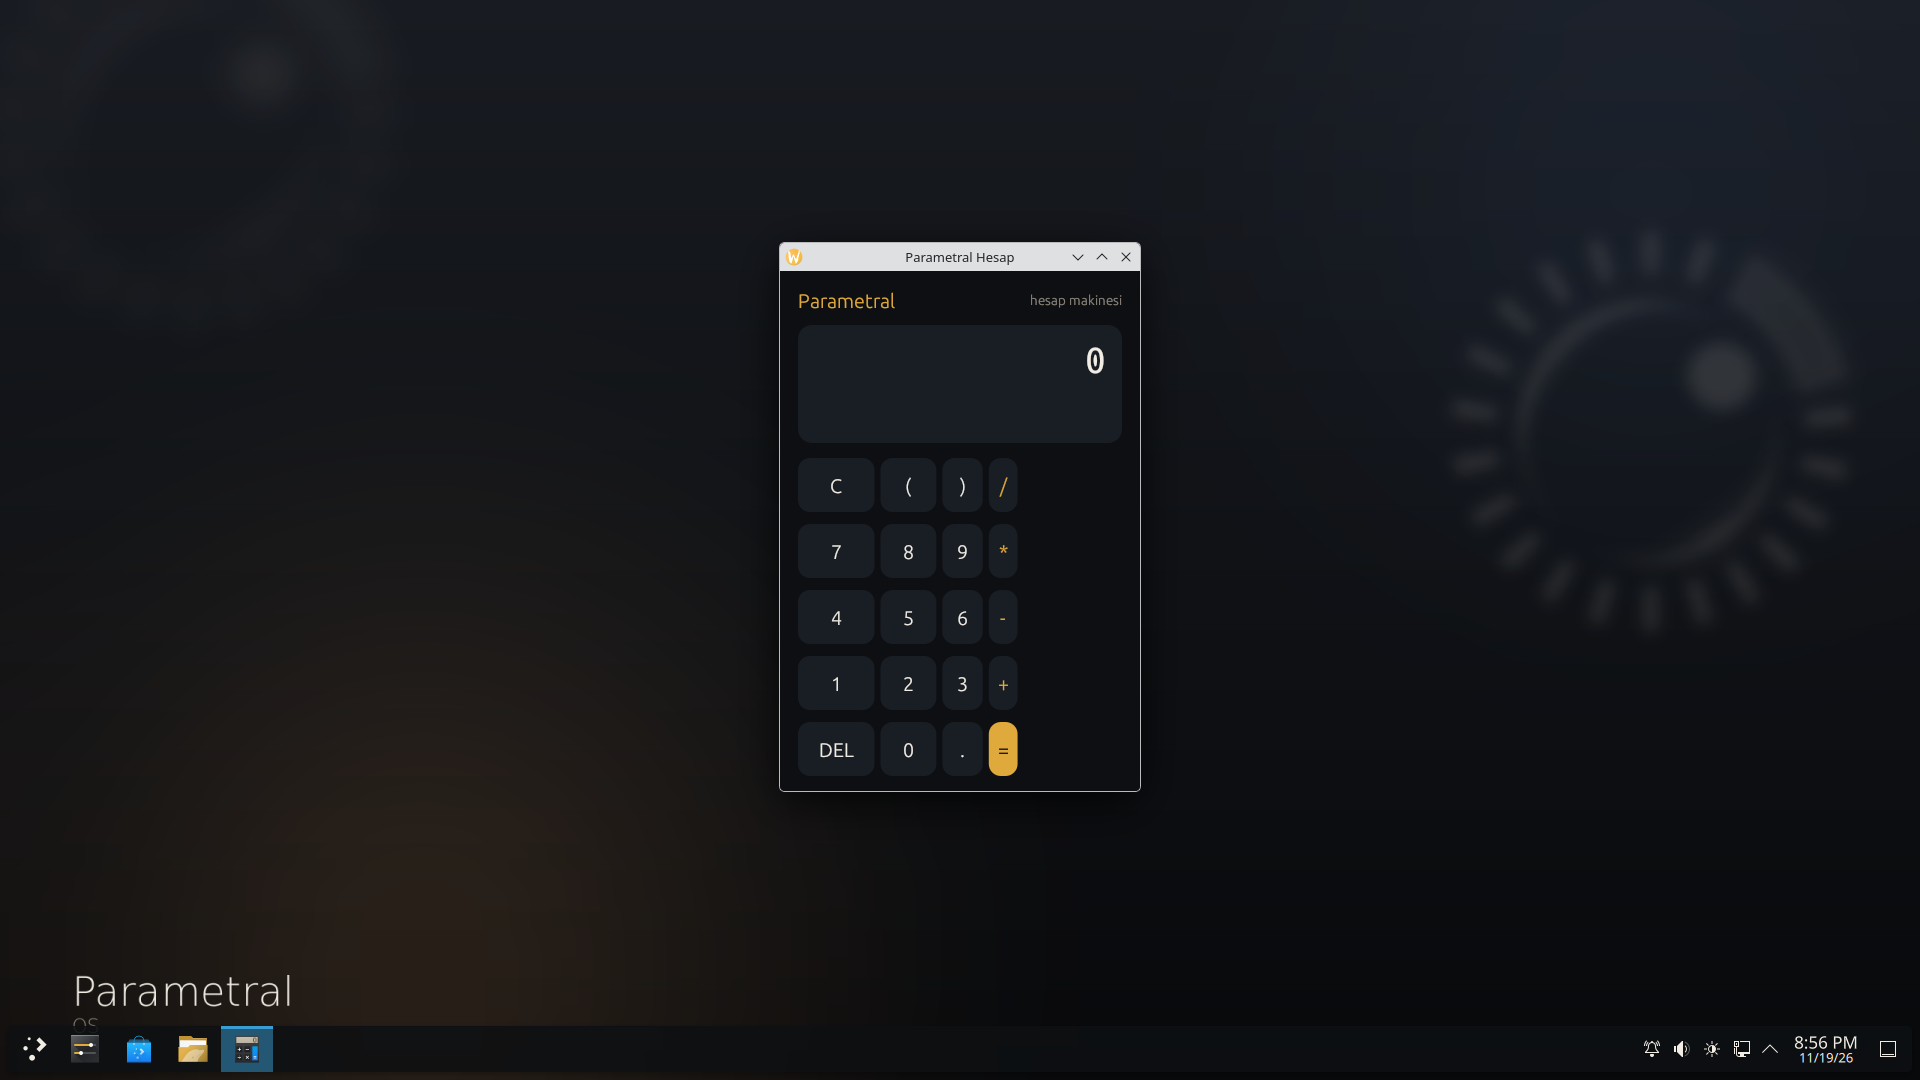 Parametral Hesap
Parametral hesap makinesi
0
C ( ) /
7 8 9 *
4 5 6 -
1 2 3 +
DEL 0 . =
Parametral
OS
8:56 PM
11/19/26